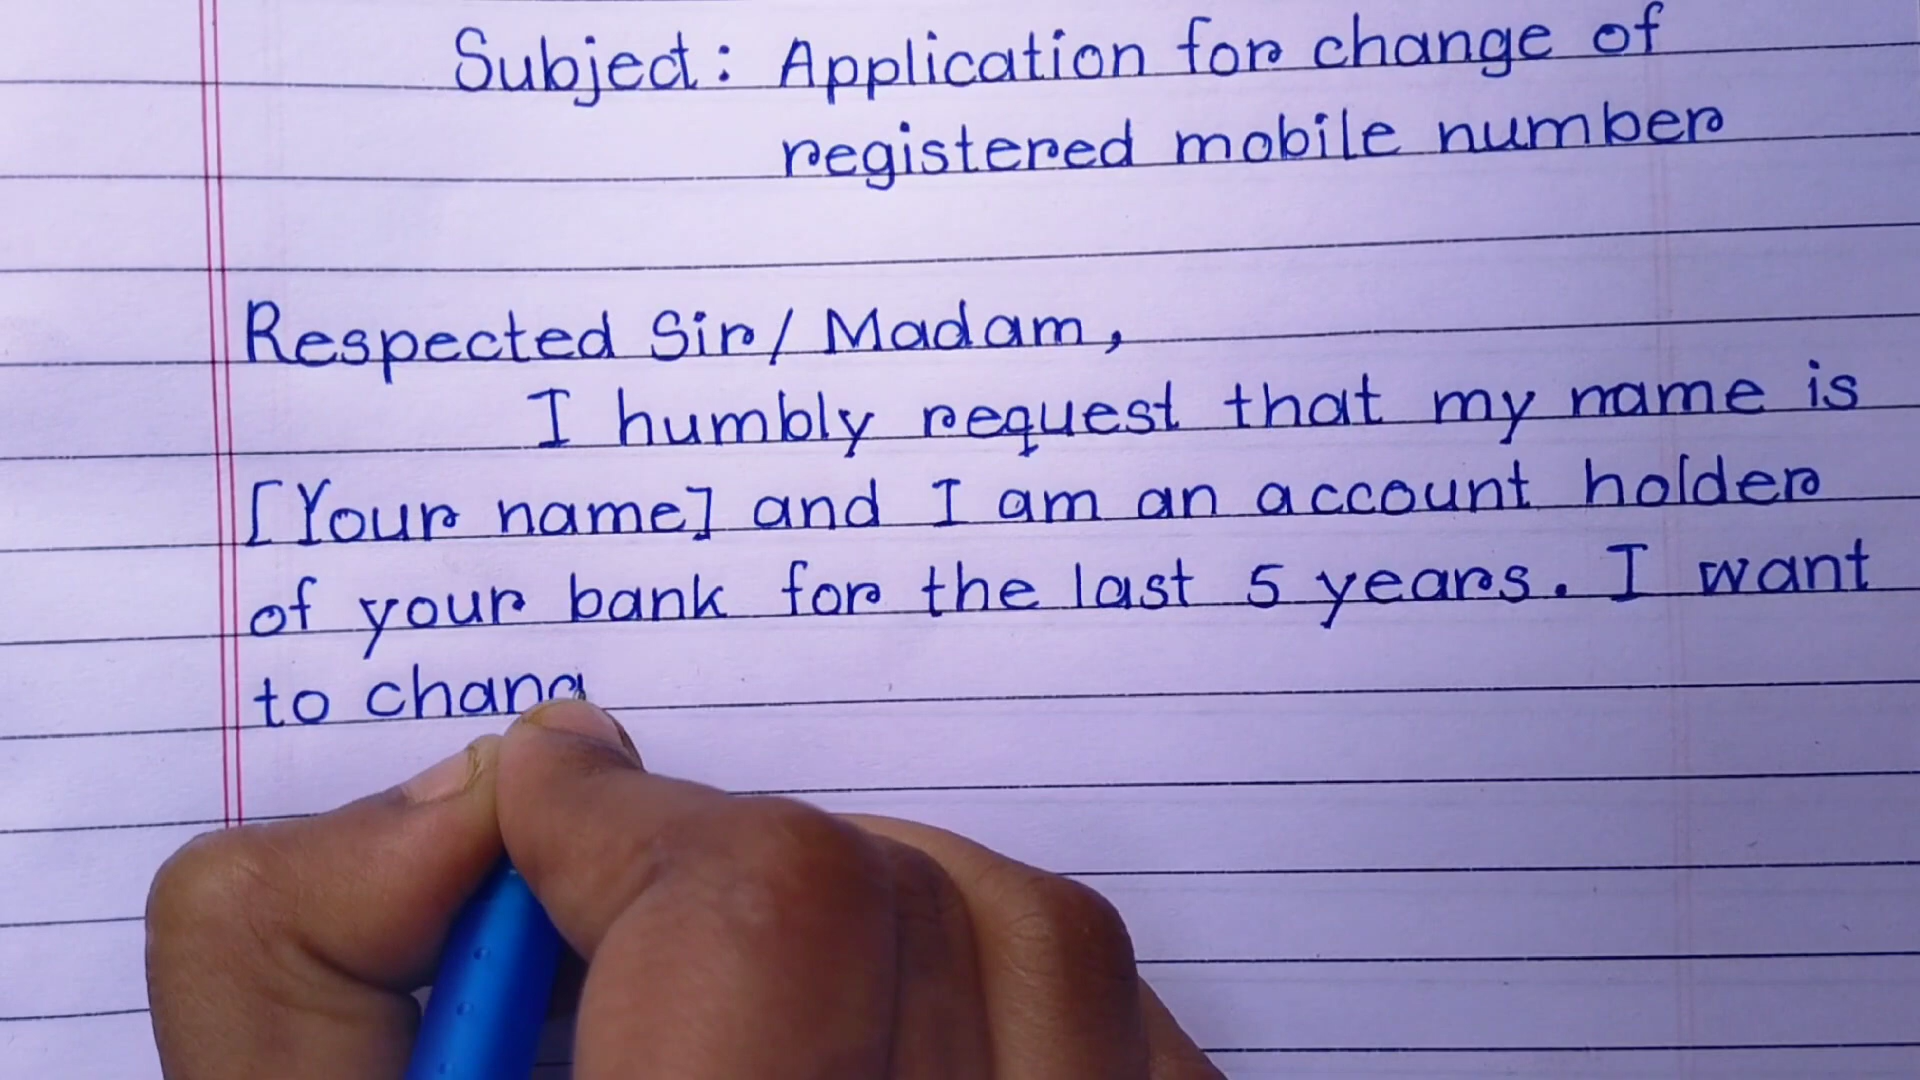 Subject: Application for change of
registered mobile number
Respected Sir/ Madam,
I humbly request that my name is
[Your name] and I am an account holder
of your bank for the last 5 years. I want
to chang